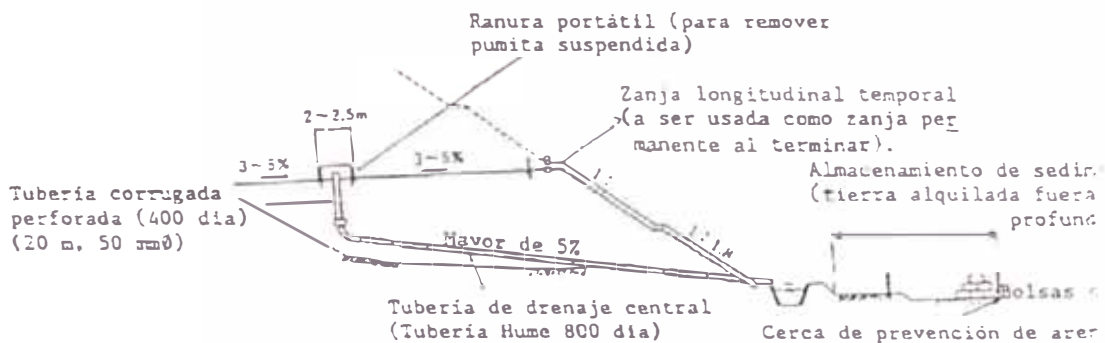 Ranura portátil (para remover
pumita suspendida)
Zanja longitudinal temporal
(a ser usada como zanja per
manente al terminar).
2~2.5m
3~5%
3~5%
Almacenamiento de sedim
(tierra alquilada fuera
profund
Tubería corrugada
perforada (400 dia)
(20 m, 50 mmØ)
Mayor de 5%
Tubería de drenaje central
(Tubería Hume 800 dia)
Bolsas
Cerca de prevención de aren